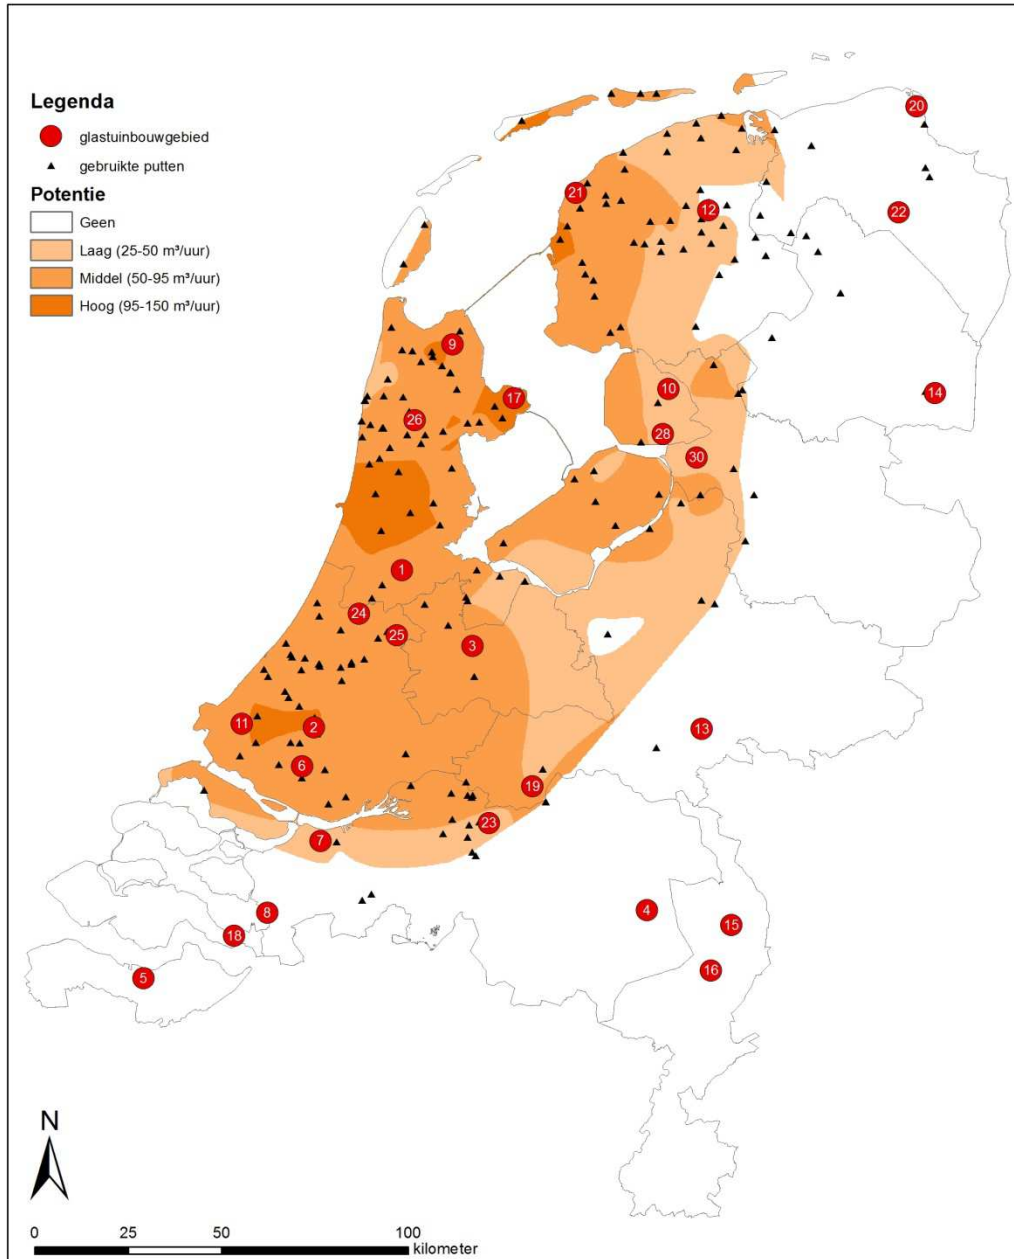 Legenda
glastuinbouwgebied
gebruikte putten
Potentie
Geen
Laag (25-50 m³/uur)
Middel (50-95 m³/uur)
Hoog (95-150 m³/uur)
20
21
12
22
9
10
17
14
26
28
30
1
24
25
3
11
2
13
6
19
23
7
8
4
15
18
16
5
N
0 25 50 100
kilometer